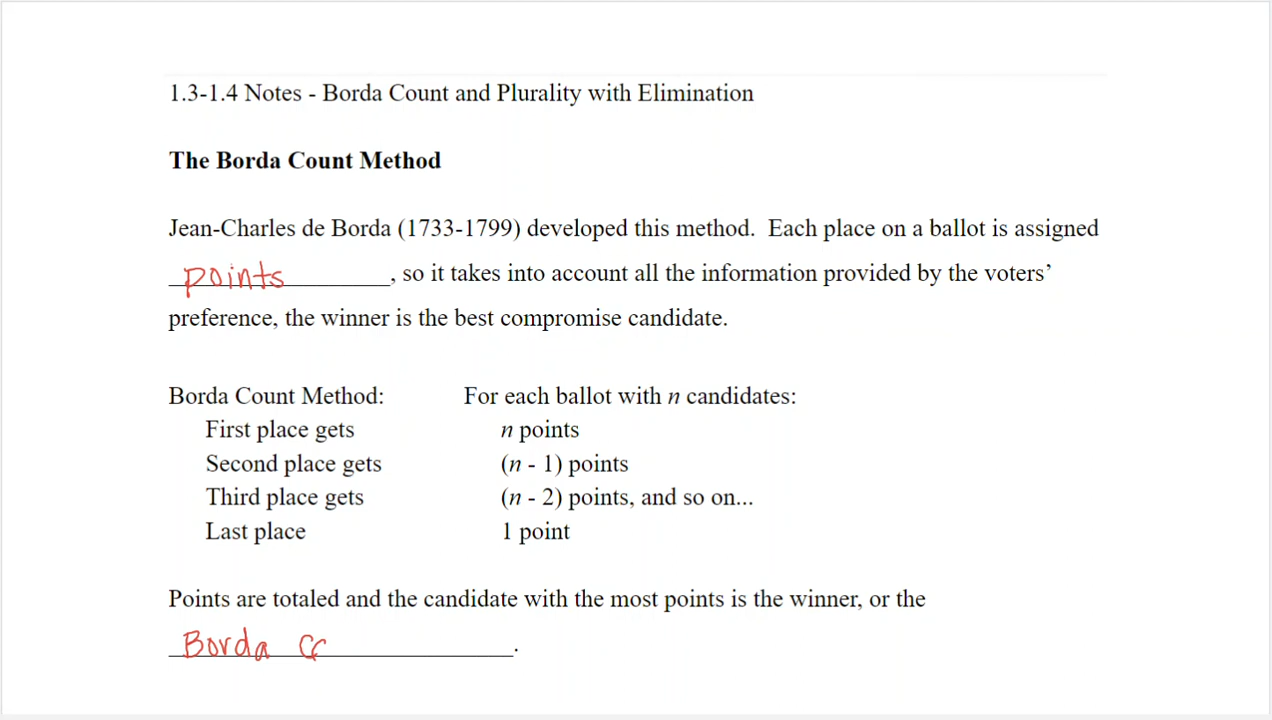 1.3-1.4 Notes - Borda Count and Plurality with Elimination
The Borda Count Method
Jean-Charles de Borda (1733-1799) developed this method. Each place on a ballot is assigned
points, so it takes into account all the information provided by the voters’
preference, the winner is the best compromise candidate.
Borda Count Method: For each ballot with n candidates:
First place gets n points
Second place gets (n - 1) points
Third place gets (n - 2) points, and so on...
Last place 1 point
Points are totaled and the candidate with the most points is the winner, or the
Borda .